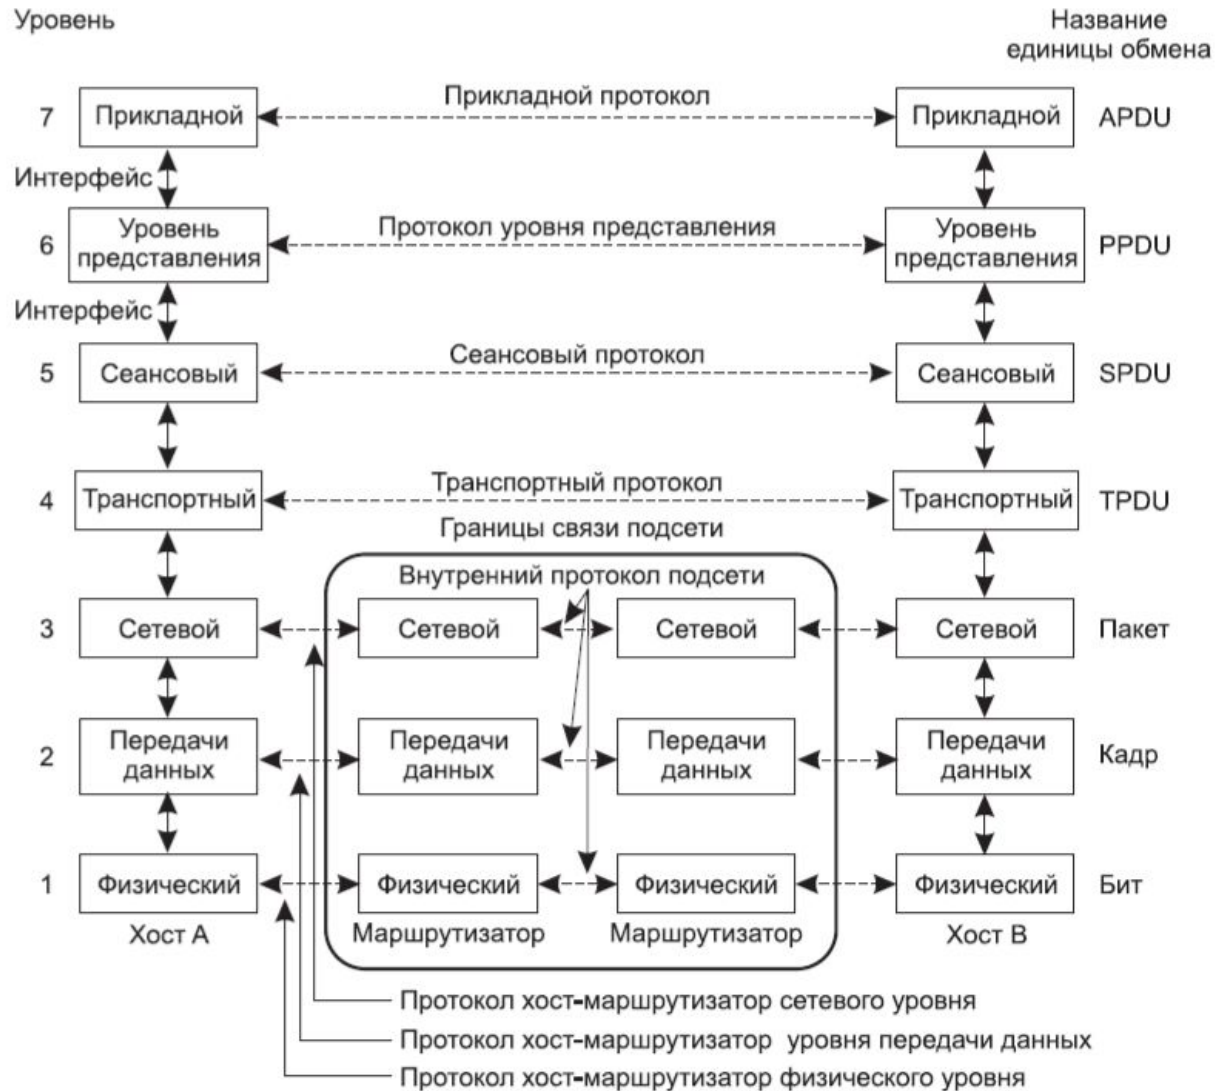 Уровень
Название
единицы обмена
Прикладной протокол
7
Прикладной
Прикладной
APDU
Интерфейс
Протокол уровня представления
6
Уровень
представления
Уровень
представления
PPDU
Интерфейс
Сеансовый протокол
5
Сеансовый
Сеансовый
SPDU
Транспортный протокол
4
Транспортный
Транспортный
TPDU
Границы связи подсети
Внутренний протокол подсети
3
Сетевой
Сетевой
Сетевой
Сетевой
Пакет
2
Передачи
данных
Передачи
данных
Передачи
данных
Передачи
данных
Кадр
1
Физический
Физический
Физический
Физический
Бит
Хост A
Маршрутизатор
Маршрутизатор
Хост B
Протокол хост-маршрутизатор сетевого уровня
Протокол хост-маршрутизатор уровня передачи данных
Протокол хост-маршрутизатор физического уровня